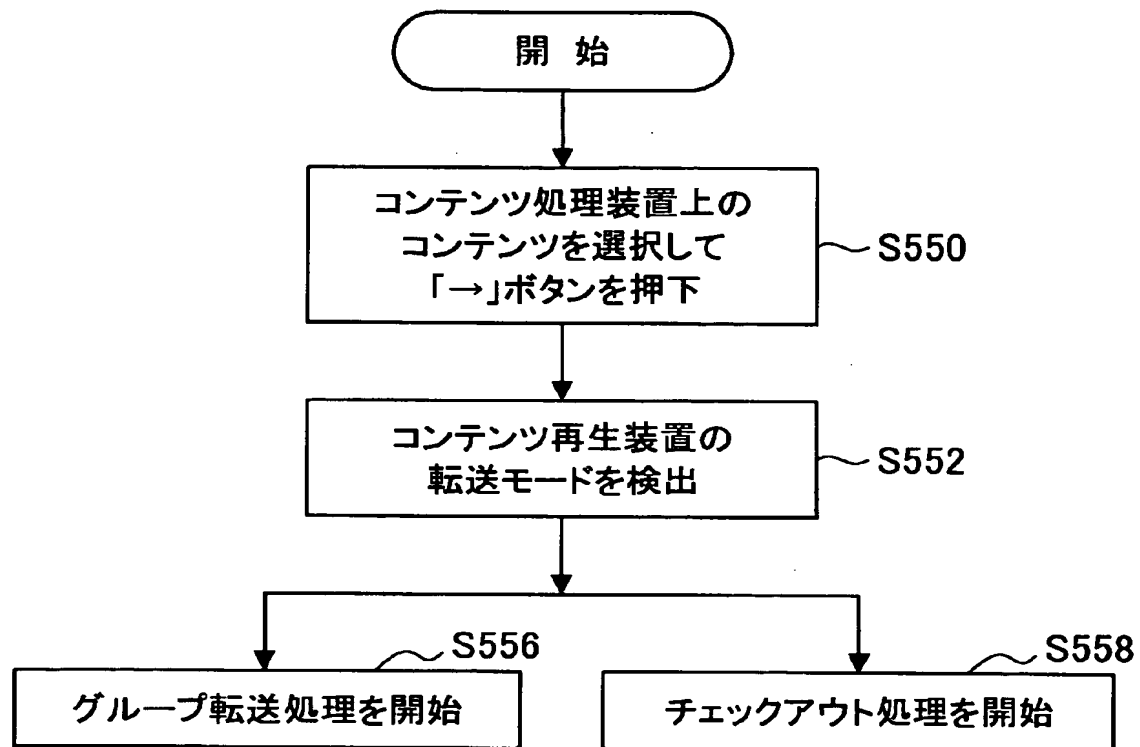 開 始
コンテンツ処理装置上の
コンテンツを選択して
「→」ボタンを押下
S550
コンテンツ再生装置の
転送モードを検出
S552
S556
グループ転送処理を開始
S558
チェックアウト処理を開始